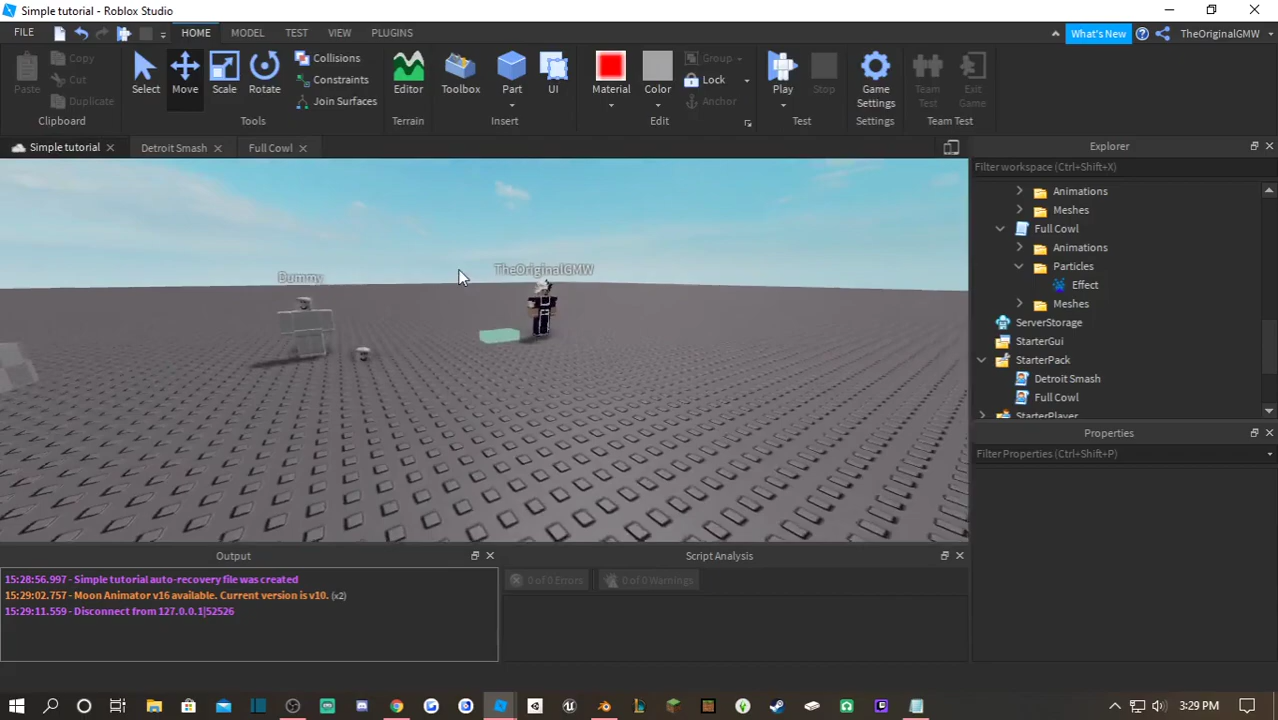 Simple tutorial - Roblox Studio
FILE HOME MODEL TEST VIEW PLUGINS What's New TheOriginalGMW
Paste Copy Cut Duplicate
Clipboard
Select Move Scale Rotate Collisions Constraints Join Surfaces
Tools
Editor
Terrain
Toolbox Part UI
Insert
Material Color Group Lock Anchor
Edit
Play Stop
Test
Game Settings
Settings
Team Test Exit Game
Team Test
Simple tutorial Detroit Smash Full Cowl
Dummy
TheOriginalGMW
Explorer
Filter workspace (Ctrl+Shift+X)
Animations
Meshes
Full Cowl
Animations
Particles
Effect
Meshes
ServerStorage
StarterGui
StarterPack
Detroit Smash
Full Cowl
StarterPlayer
Properties
Filter Properties (Ctrl+Shift+P)
Output
15:28:56.997 - Simple tutorial auto-recovery file was created
15:29:02.757 - Moon Animator v16 available. Current version is v10. (x2)
15:29:11.559 - Disconnect from 127.0.0.1|52526
Script Analysis
0 of 0 Errors 0 of 0 Warnings
3:29 PM